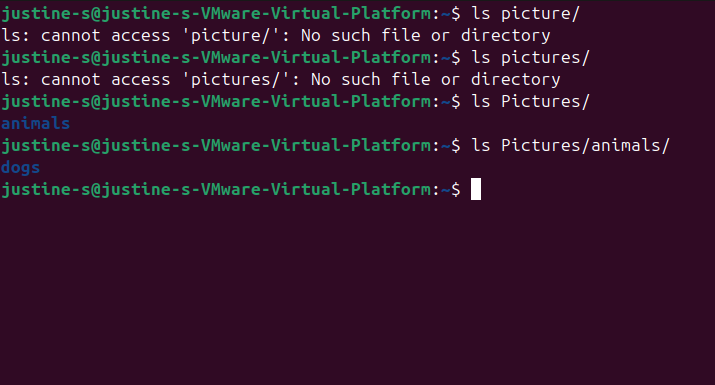 justine-s@justine-s-VMware-Virtual-Platform:~$ ls picture/
ls: cannot access 'picture/': No such file or directory
justine-s@justine-s-VMware-Virtual-Platform:~$ ls pictures/
ls: cannot access 'pictures/': No such file or directory
justine-s@justine-s-VMware-Virtual-Platform:~$ ls Pictures/
animals
justine-s@justine-s-VMware-Virtual-Platform:~$ ls Pictures/animals/
dogs
justine-s@justine-s-VMware-Virtual-Platform:~$